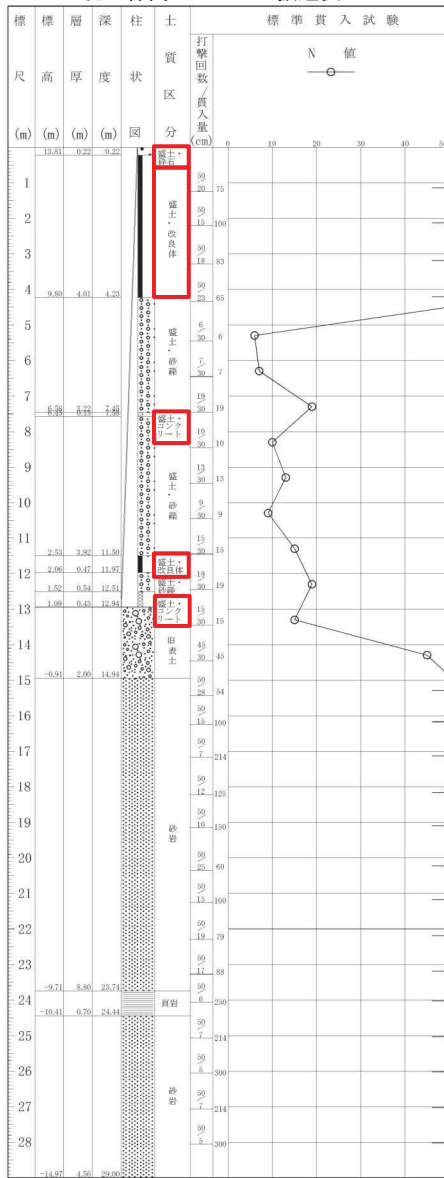 標尺(m)
標高(m)
層厚(m)
深度(m)
柱状図
土質区分
標準貫入試験
打撃回数/貫入量(cm)
N 値
0 10 20 30 40
13.81 0.22 0.22 盛土・砕石
1 50/20 75
盛土・改良体
2 50/15 100
3 50/18 83
4 50/23 65
9.80 4.01 4.23
5 6/30 6
盛土・砂礫
6 7/30 7
7 19/30 19
盛土・コンクリート
8 10/30 10
9 13/30 13
盛土・砂礫
10 9/30 9
11 15/30 15
2.53 3.92 11.50
盛土・改良体
12 2.06 0.47 11.97 19/30 19
盛土・砂礫
1.52 0.54 12.51
盛土・コンクリート
13 1.09 0.43 12.94 15/30 15
旧表土
14 45/30 45
15 -0.91 2.00 14.94 50/28 54
16 50/15 100
17 50/7 214
18 50/12 125
19 50/10 150
砂岩
20 50/25 60
21 50/15 100
22 50/19 79
23 50/17 88
-9.71 8.80 23.74
24 頁岩 50/6 250
-10.41 0.70 24.44
25 50/7 214
26 50/5 300
砂岩
27 50/7 214
28 50/5 300
-14.97 4.56 29.00